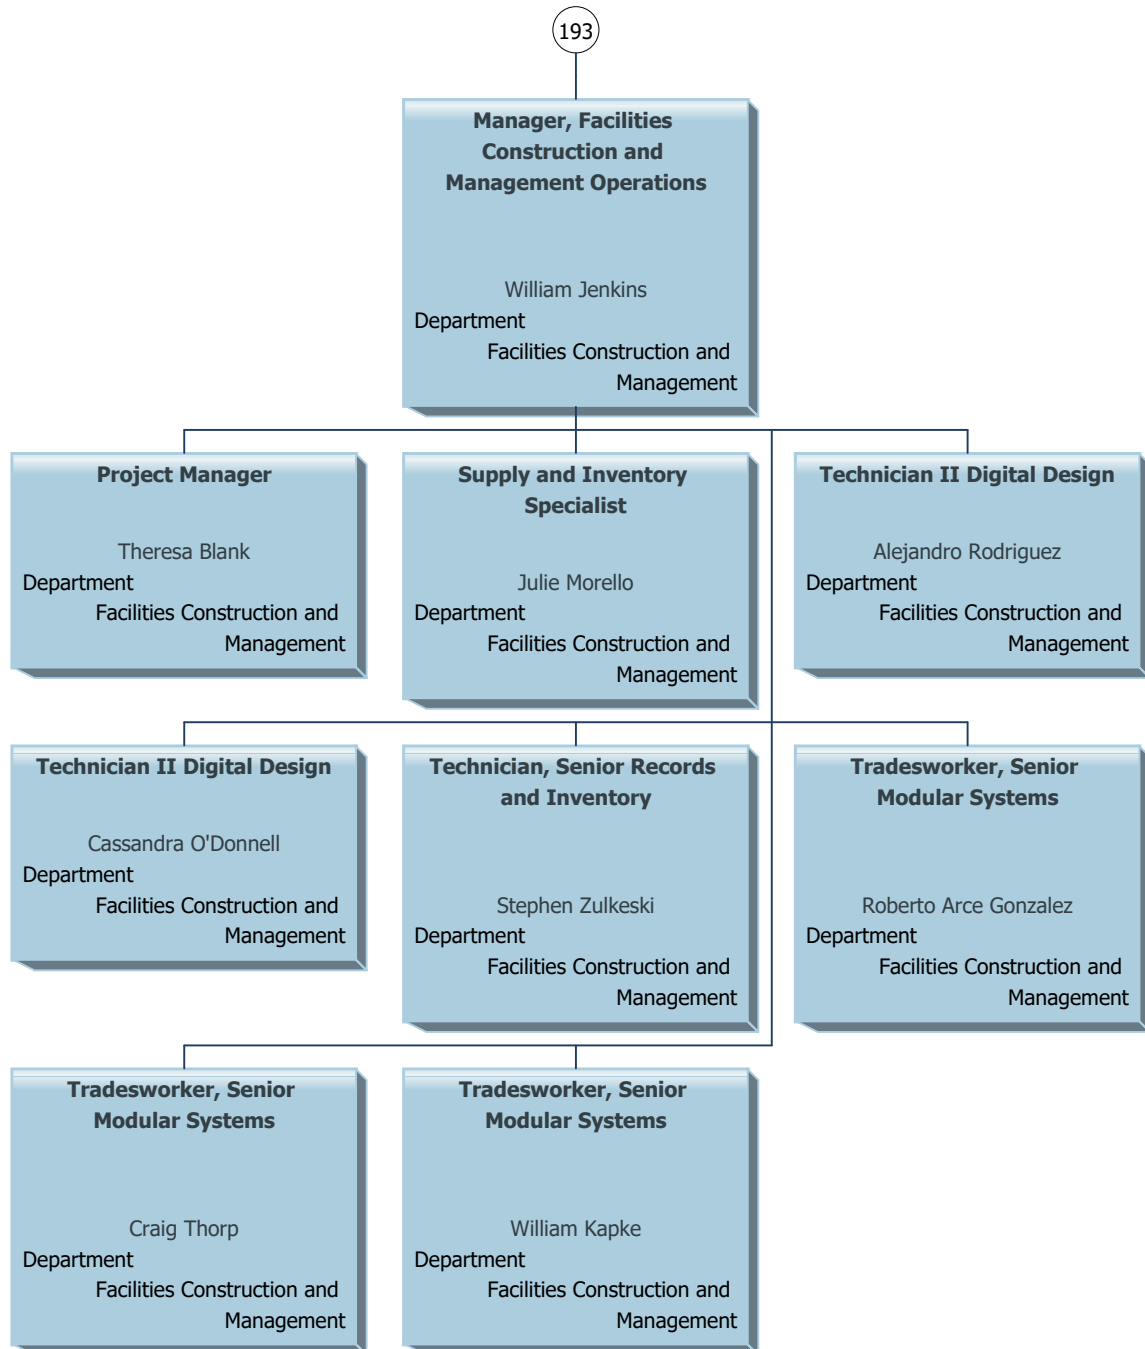 193
Manager, Facilities
Construction and
Management Operations
William Jenkins
Department
Facilities Construction and
Management
Project Manager
Theresa Blank
Department
Facilities Construction and
Management
Supply and Inventory
Specialist
Julie Morello
Department
Facilities Construction and
Management
Technician II Digital Design
Alejandro Rodriguez
Department
Facilities Construction and
Management
Technician II Digital Design
Cassandra O'Donnell
Department
Facilities Construction and
Management
Technician, Senior Records
and Inventory
Stephen Zulkeski
Department
Facilities Construction and
Management
Tradesworker, Senior
Modular Systems
Roberto Arce Gonzalez
Department
Facilities Construction and
Management
Tradesworker, Senior
Modular Systems
Craig Thorp
Department
Facilities Construction and
Management
Tradesworker, Senior
Modular Systems
William Kapke
Department
Facilities Construction and
Management